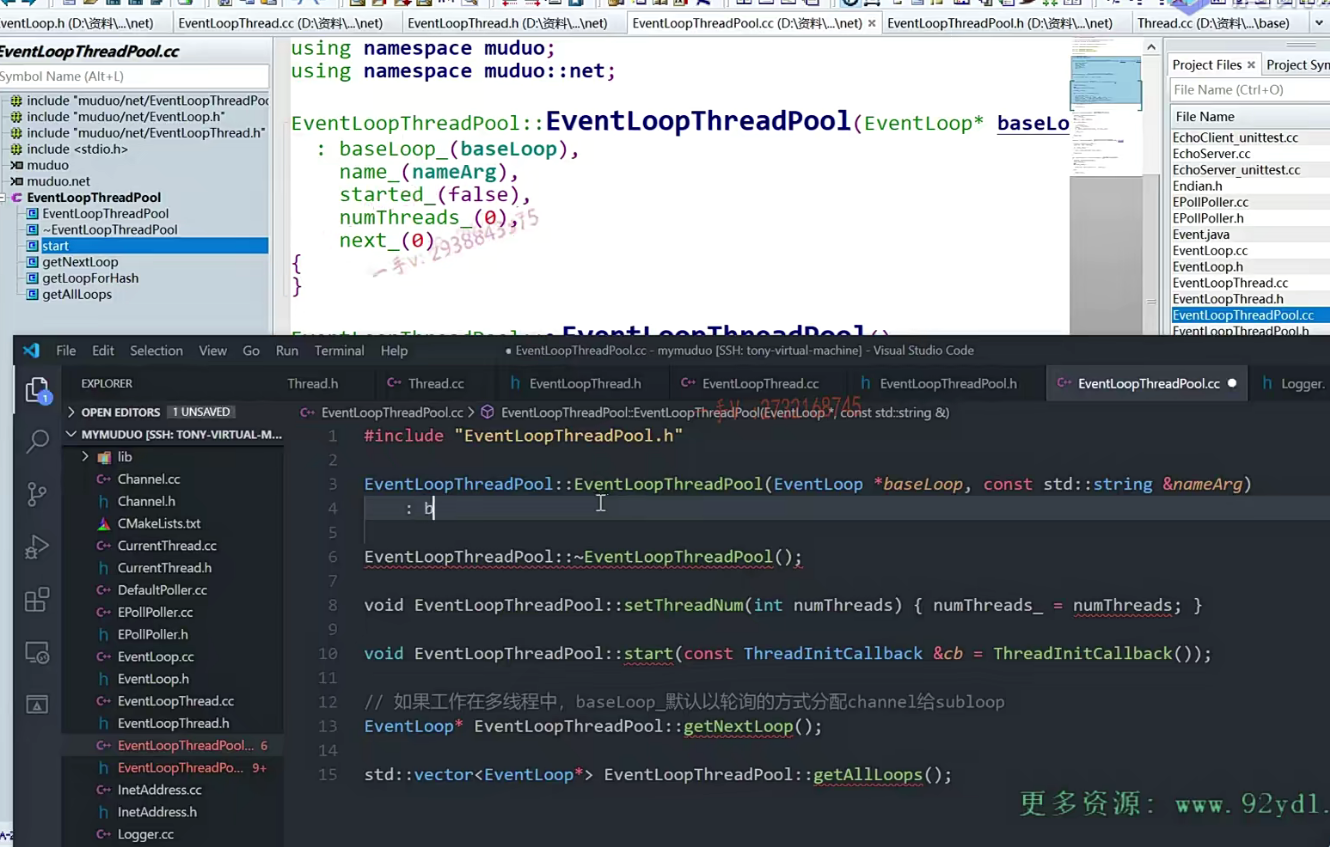 oop.h (D:\资料\...\net)
EventLoopThread.cc (D:\资料\...\net)
EventLoopThread.h (D:\资料\...\net)
EventLoopThreadPool.cc (D:\资料\...\net) ×
EventLoopThreadPool.h (D:\资料\...\net)
Thread.cc (D:\资料\...\base)
EventLoopThreadPool.cc
Symbol Name (Alt+L)
include "muduo/net/EventLoopThreadPoo
include "muduo/net/EventLoop.h"
include "muduo/net/EventLoopThread.h"
include <stdio.h>
muduo
muduo.net
EventLoopThreadPool
EventLoopThreadPool
~EventLoopThreadPool
start
getNextLoop
getLoopForHash
getAllLoops
using namespace muduo;
using namespace muduo::net;
EventLoopThreadPool::EventLoopThreadPool(EventLoop* baseLo
: baseLoop_(baseLoop),
name_(nameArg),
started_(false),
numThreads_(0),
next_(0)
{
}
一手v: 2938843375
EventLoopThreadPool::~EventLoopThreadPool()
Project Files ×
Project Sym
File Name (Ctrl+O)
File Name
EchoClient_unittest.cc
EchoServer.cc
EchoServer_unittest.cc
Endian.h
EPollPoller.cc
EPollPoller.h
Event.java
EventLoop.cc
EventLoop.h
EventLoopThread.cc
EventLoopThread.h
EventLoopThreadPool.cc
EventLoopThreadPool.h
File Edit Selection View Go Run Terminal Help
● EventLoopThreadPool.cc - mymuduo [SSH: tony-virtual-machine] - Visual Studio Code
EXPLORER
Thread.h
Thread.cc
EventLoopThread.h
EventLoopThread.cc
EventLoopThreadPool.h
EventLoopThreadPool.cc ●
Logger.
OPEN EDITORS 1 UNSAVED
MYMUDUO [SSH: TONY-VIRTUAL-M...
lib
Channel.cc
Channel.h
CMakeLists.txt
CurrentThread.cc
CurrentThread.h
DefaultPoller.cc
EPollPoller.cc
EPollPoller.h
EventLoop.cc
EventLoop.h
EventLoopThread.cc
EventLoopThread.h
EventLoopThreadPool... 6
EventLoopThreadPo... 9+
InetAddress.cc
InetAddress.h
Logger.cc
EventLoopThreadPool.cc > EventLoopThreadPool::EventLoopThreadPool(EventLoop *, const std::string &)
1 #include "EventLoopThreadPool.h"
2
3 EventLoopThreadPool::EventLoopThreadPool(EventLoop *baseLoop, const std::string &nameArg)
4 : b
5
6 EventLoopThreadPool::~EventLoopThreadPool();
7
8 void EventLoopThreadPool::setThreadNum(int numThreads) { numThreads_ = numThreads; }
9
10 void EventLoopThreadPool::start(const ThreadInitCallback &cb = ThreadInitCallback());
11
12 // 如果工作在多线程中，baseLoop_默认以轮询的方式分配channel给subloop
13 EventLoop* EventLoopThreadPool::getNextLoop();
14
15 std::vector<EventLoop*> EventLoopThreadPool::getAllLoops();
更多资源: www.92ydl.